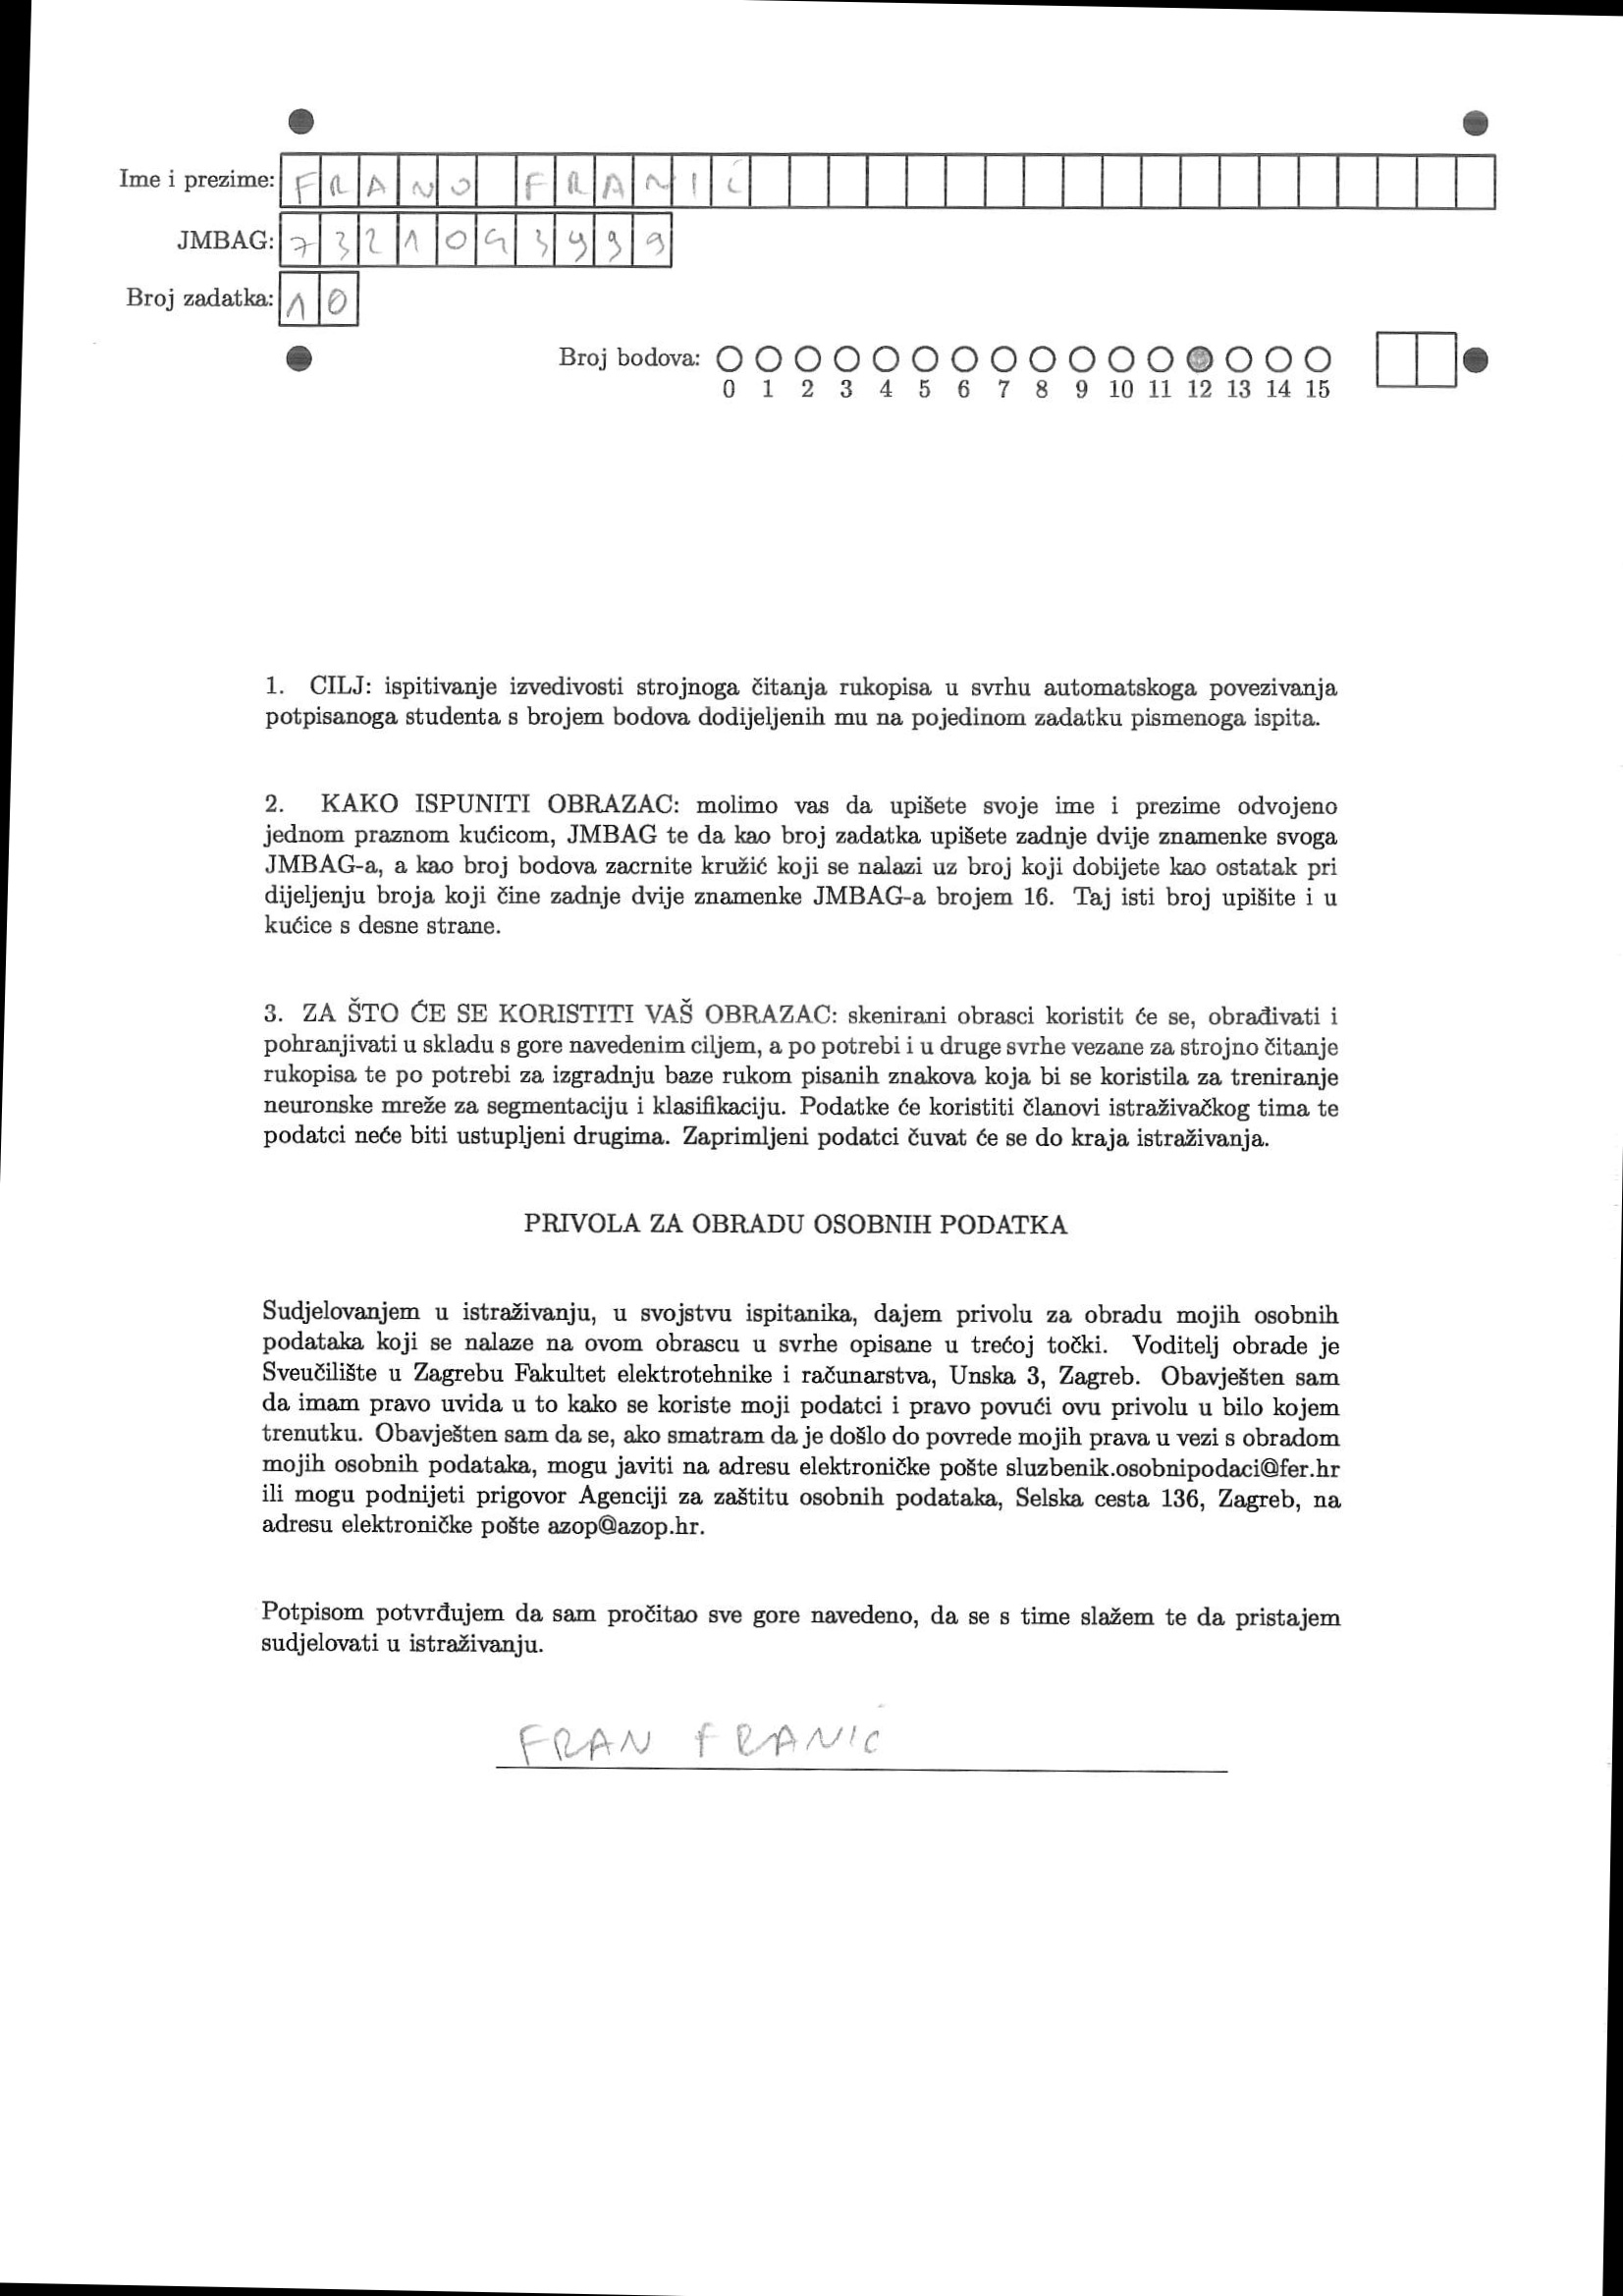 Ime i prezime: FRANO FRANIĆ
JMBAG: 7321093999
Broj zadatka: 10
Broj bodova:
0 1 2 3 4 5 6 7 8 9 10 11 12 13 14 15
1. CILJ: ispitivanje izvedivosti strojnoga čitanja rukopisa u svrhu automatskoga povezivanja
potpisanoga studenta s brojem bodova dodijeljenih mu na pojedinom zadatku pismenoga ispita.
2. KAKO ISPUNITI OBRAZAC: molimo vas da upišete svoje ime i prezime odvojeno
jednom praznom kućicom, JMBAG te da kao broj zadatka upišete zadnje dvije znamenke svoga
JMBAG-a, a kao broj bodova zacrnite kružić koji se nalazi uz broj koji dobijete kao ostatak pri
dijeljenju broja koji čine zadnje dvije znamenke JMBAG-a brojem 16. Taj isti broj upišite i u
kućice s desne strane.
3. ZA ŠTO ĆE SE KORISTITI VAŠ OBRAZAC: skenirani obrasci koristit će se, obrađivati i
pohranjivati u skladu s gore navedenim ciljem, a po potrebi i u druge svrhe vezane za strojno čitanje
rukopisa te po potrebi za izgradnju baze rukom pisanih znakova koja bi se koristila za treniranje
neuronske mreže za segmentaciju i klasifikaciju. Podatke će koristiti članovi istraživačkog tima te
podatci neće biti ustupljeni drugima. Zaprimljeni podatci čuvat će se do kraja istraživanja.
PRIVOLA ZA OBRADU OSOBNIH PODATKA
Sudjelovanjem u istraživanju, u svojstvu ispitanika, dajem privolu za obradu mojih osobnih
podataka koji se nalaze na ovom obrascu u svrhe opisane u trećoj točki. Voditelj obrade je
Sveučilište u Zagrebu Fakultet elektrotehnike i računarstva, Unska 3, Zagreb. Obavješten sam
da imam pravo uvida u to kako se koriste moji podatci i pravo povući ovu privolu u bilo kojem
trenutku. Obavješten sam da se, ako smatram da je došlo do povrede mojih prava u vezi s obradom
mojih osobnih podataka, mogu javiti na adresu elektroničke pošte sluzbenik.osobnipodaci@fer.hr
ili mogu podnijeti prigovor Agenciji za zaštitu osobnih podataka, Selska cesta 136, Zagreb, na
adresu elektroničke pošte azop@azop.hr.
Potpisom potvrđujem da sam pročitao sve gore navedeno, da se s time slažem te da pristajem
sudjelovati u istraživanju.
FRAN FRANIĆ